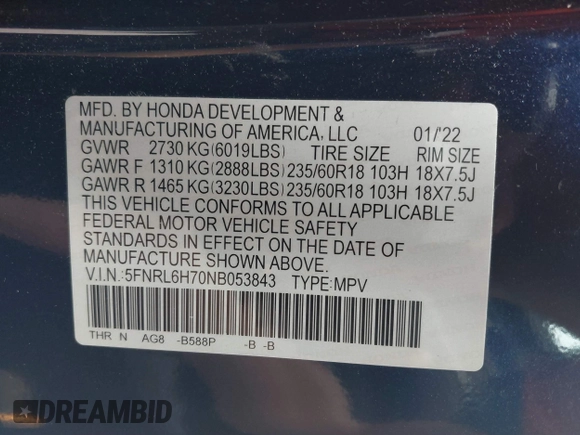 MFD. BY HONDA DEVELOPMENT &
MANUFACTURING OF AMERICA, LLC 01/'22
GVWR 2730 KG(6019LBS) TIRE SIZE RIM SIZE
GAWR F 1310 KG(2888LBS) 235/60R18 103H 18X7.5J
GAWR R 1465 KG(3230LBS) 235/60R18 103H 18X7.5J
THIS VEHICLE CONFORMS TO ALL APPLICABLE
FEDERAL MOTOR VEHICLE SAFETY
STANDARDS IN EFFECT ON THE DATE OF
MANUFACTURE SHOWN ABOVE.
V.I.N.:5FNRL6H70NB053843 TYPE:MPV
THR N AG8 -B588P -B -B
DREAMBID